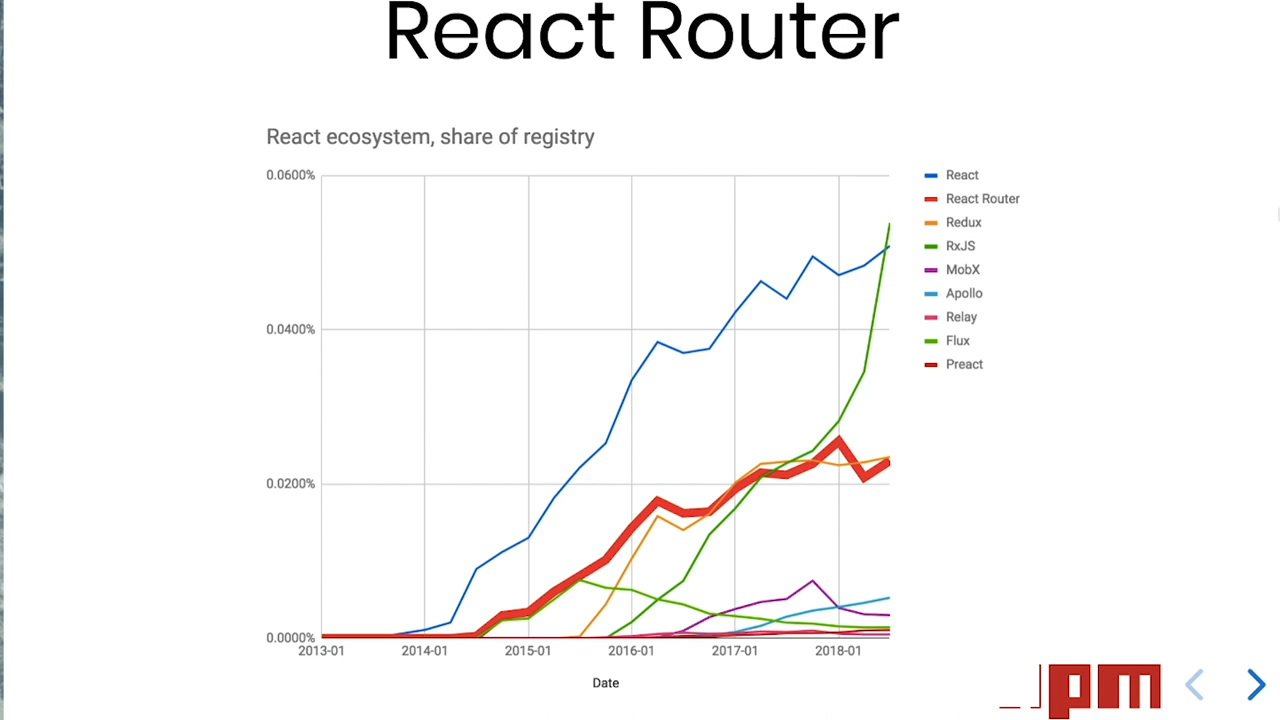 React Router
React ecosystem, share of registry
0.0600%
0.0400%
0.0200%
0.0000%
2013-01
2014-01
2015-01
2016-01
2017-01
2018-01
Date
React
React Router
Redux
RxJS
MobX
Apollo
Relay
Flux
Preact
pm